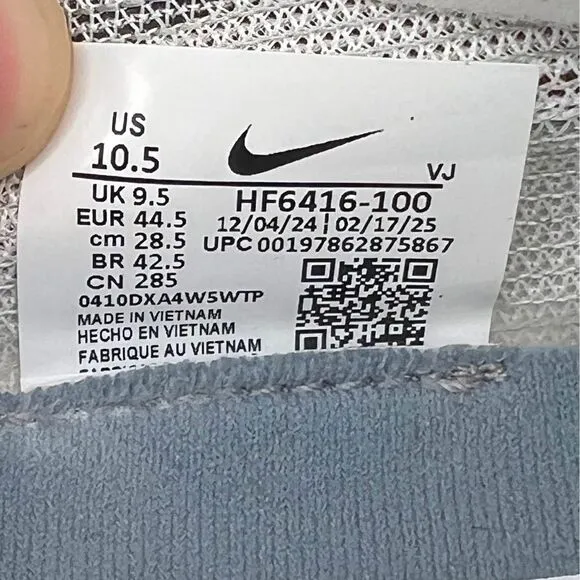 US
10.5
VJ
UK 9.5
HF6416-100
EUR 44.5
12/04/24 | 02/17/25
cm 28.5
UPC 00197862875867
BR 42.5
CN 285
0410DXA4W5WTP
MADE IN VIETNAM
HECHO EN VIETNAM
FABRIQUE AU VIETNAM